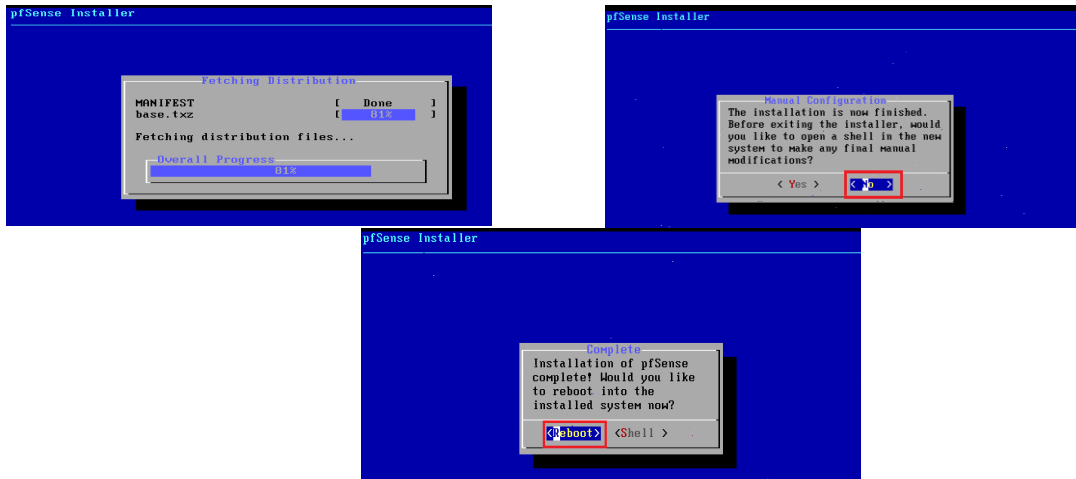 pfSense Installer
Fetching Distribution
MANIFEST [ Done ]
base.txz [ 81% ]
Fetching distribution files...
Overall Progress
81%
pfSense Installer
Manual Configuration
The installation is now finished.
Before exiting the installer, would
you like to open a shell in the new
system to make any final manual
modifications?
< Yes > < No >
pfSense Installer
Complete
Installation of pfSense
complete! Would you like
to reboot into the
installed system now?
<Reboot> <Shell >